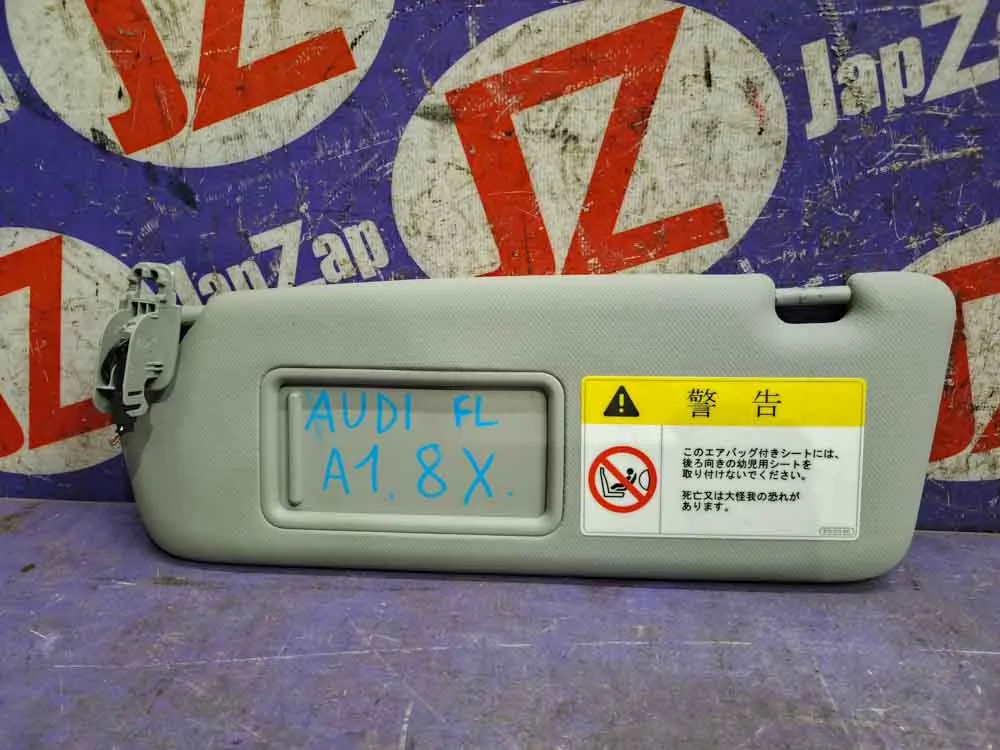 JZ
JZ
JapZap
JapZap
AUDI FL
A1. 8X.
警告
このエアバッグ付きシートには、
後ろ向きの幼児用シートを
取り付けないでください。
死亡又は大怪我の恐れが
あります。